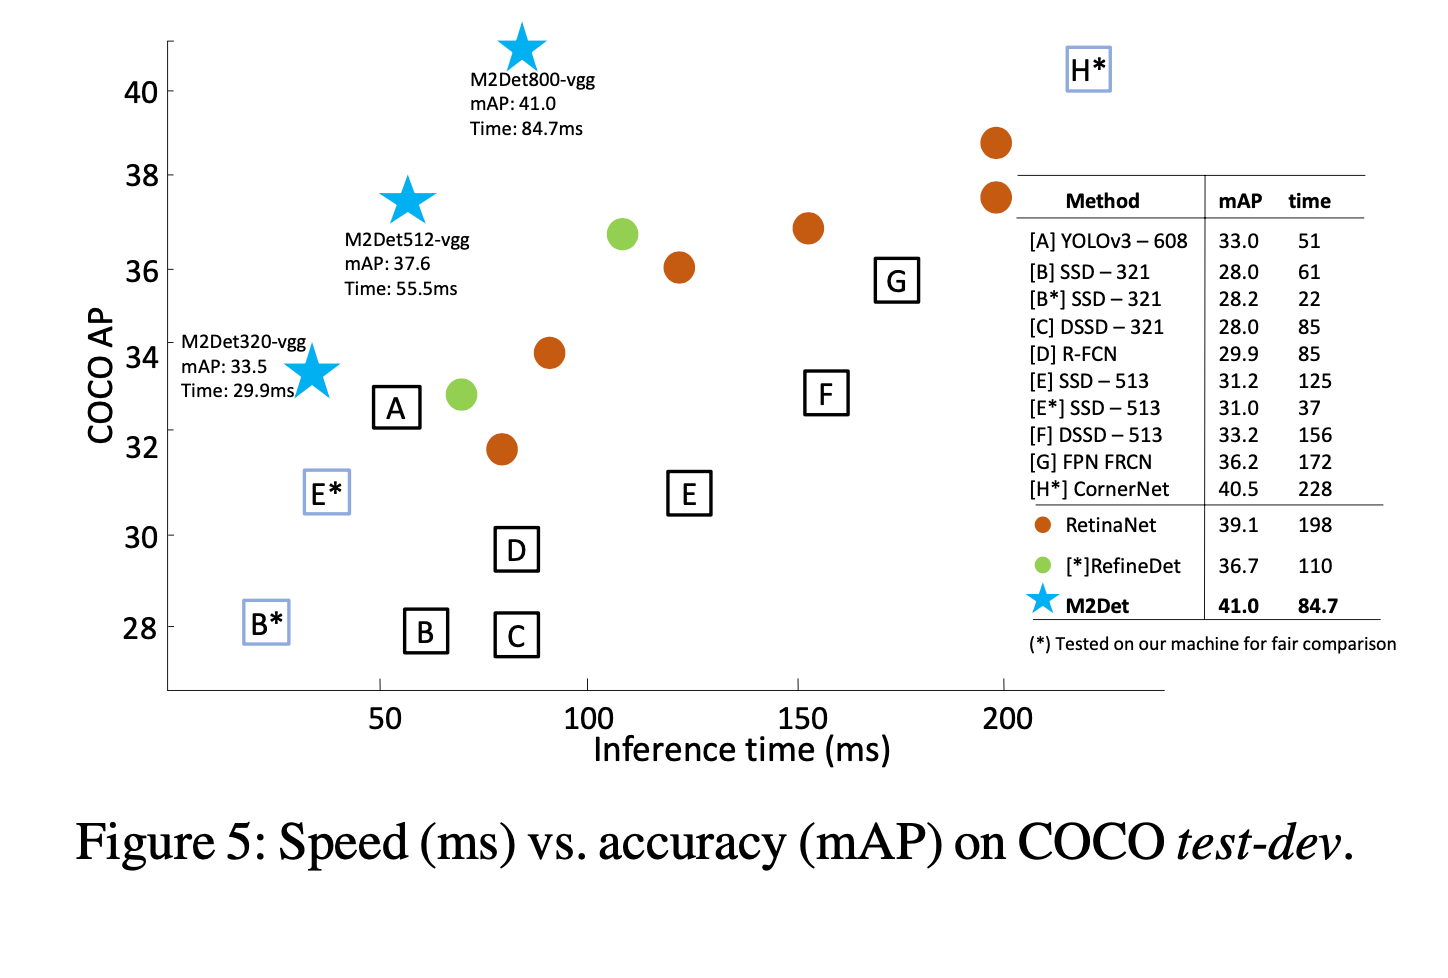 M2Det800-vgg
mAP: 41.0
Time: 84.7ms
M2Det512-vgg
mAP: 37.6
Time: 55.5ms
M2Det320-vgg
mAP: 33.5
Time: 29.9ms
COCO AP
40
38
36
34
32
30
28
H*
G
A
F
E*
E
D
B*
B
C
50
100
150
200
Inference time (ms)
Method mAP time
[A] YOLOv3 – 608 33.0 51
[B] SSD – 321 28.0 61
[B*] SSD – 321 28.2 22
[C] DSSD – 321 28.0 85
[D] R-FCN 29.9 85
[E] SSD – 513 31.2 125
[E*] SSD – 513 31.0 37
[F] DSSD – 513 33.2 156
[G] FPN FRCN 36.2 172
[H*] CornerNet 40.5 228
RetinaNet 39.1 198
[*]RefineDet 36.7 110
M2Det 41.0 84.7
(*) Tested on our machine for fair comparison
Figure 5: Speed (ms) vs. accuracy (mAP) on COCO test-dev.